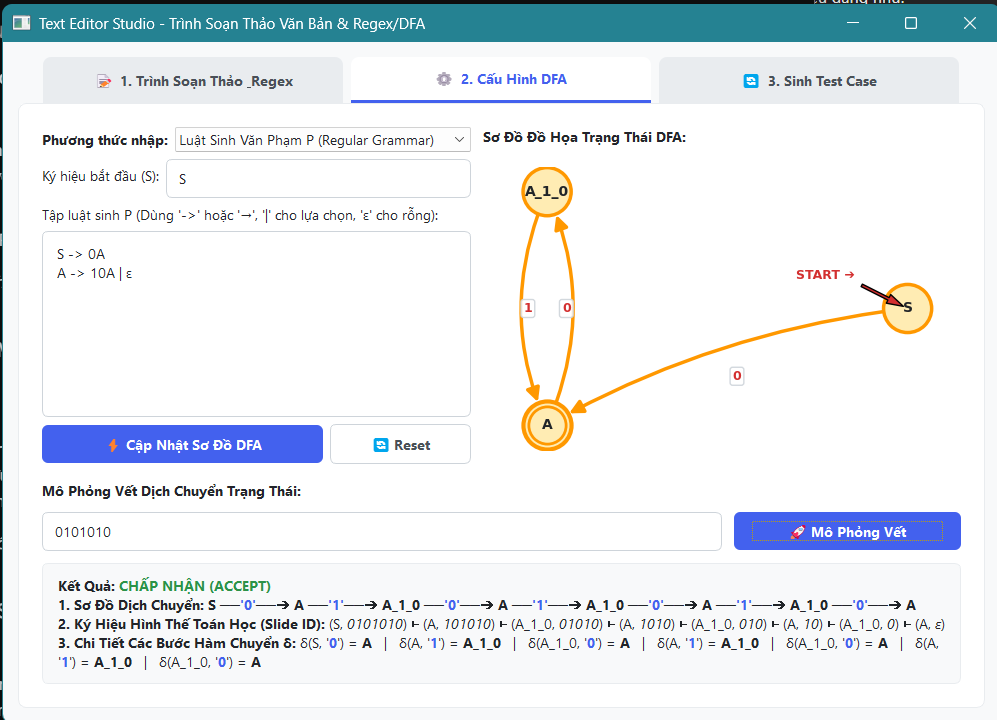 Text Editor Studio - Trình Soạn Thảo Văn Bản & Regex/DFA
1. Trình Soạn Thảo _Regex
2. Cấu Hình DFA
3. Sinh Test Case
Phương thức nhập: Luật Sinh Văn Phạm P (Regular Grammar)
Ký hiệu bắt đầu (S): S
Tập luật sinh P (Dùng '->' hoặc '→', '|' cho lựa chọn, 'ε' cho rỗng):
S -> 0A
A -> 10A | ε
Cập Nhật Sơ Đồ DFA
Reset
Sơ Đồ Đồ Họa Trạng Thái DFA:
A_1_0
START →
S
1
0
0
A
Mô Phỏng Vết Dịch Chuyển Trạng Thái:
0101010
Mô Phỏng Vết
Kết Quả: CHẤP NHẬN (ACCEPT)
1. Sơ Đồ Dịch Chuyển: S ──'0'──➔ A ──'1'──➔ A_1_0 ──'0'──➔ A ──'1'──➔ A_1_0 ──'0'──➔ A ──'1'──➔ A_1_0 ──'0'──➔ A
2. Ký Hiệu Hình Thế Toán Học (Slide ID): (S, 0101010) ⊢ (A, 101010) ⊢ (A_1_0, 01010) ⊢ (A, 1010) ⊢ (A_1_0, 010) ⊢ (A, 10) ⊢ (A_1_0, 0) ⊢ (A, ε)
3. Chi Tiết Các Bước Hàm Chuyển δ: δ(S, '0') = A | δ(A, '1') = A_1_0 | δ(A_1_0, '0') = A | δ(A, '1') = A_1_0 | δ(A_1_0, '0') = A | δ(A,
'1') = A_1_0 | δ(A_1_0, '0') = A